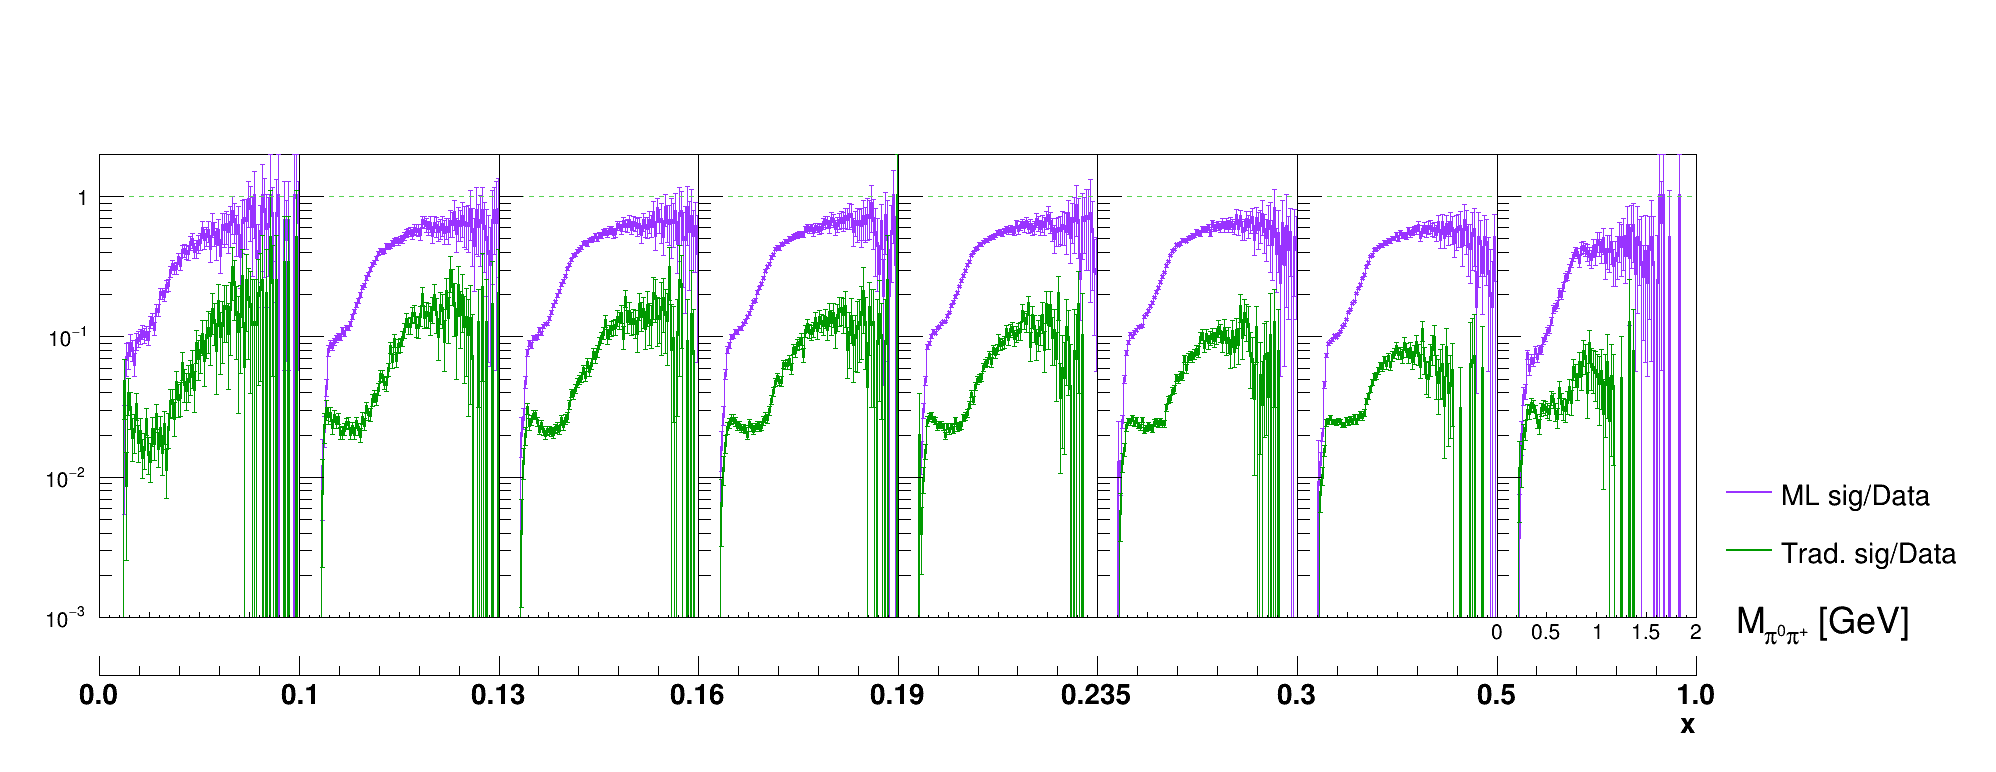 1
10⁻¹
10⁻²
10⁻³
ML sig/Data
Trad. sig/Data
0 0.5 1 1.5 2
M_π⁰π⁺ [GeV]
0.0 0.1 0.13 0.16 0.19 0.235 0.3 0.5 1.0
x